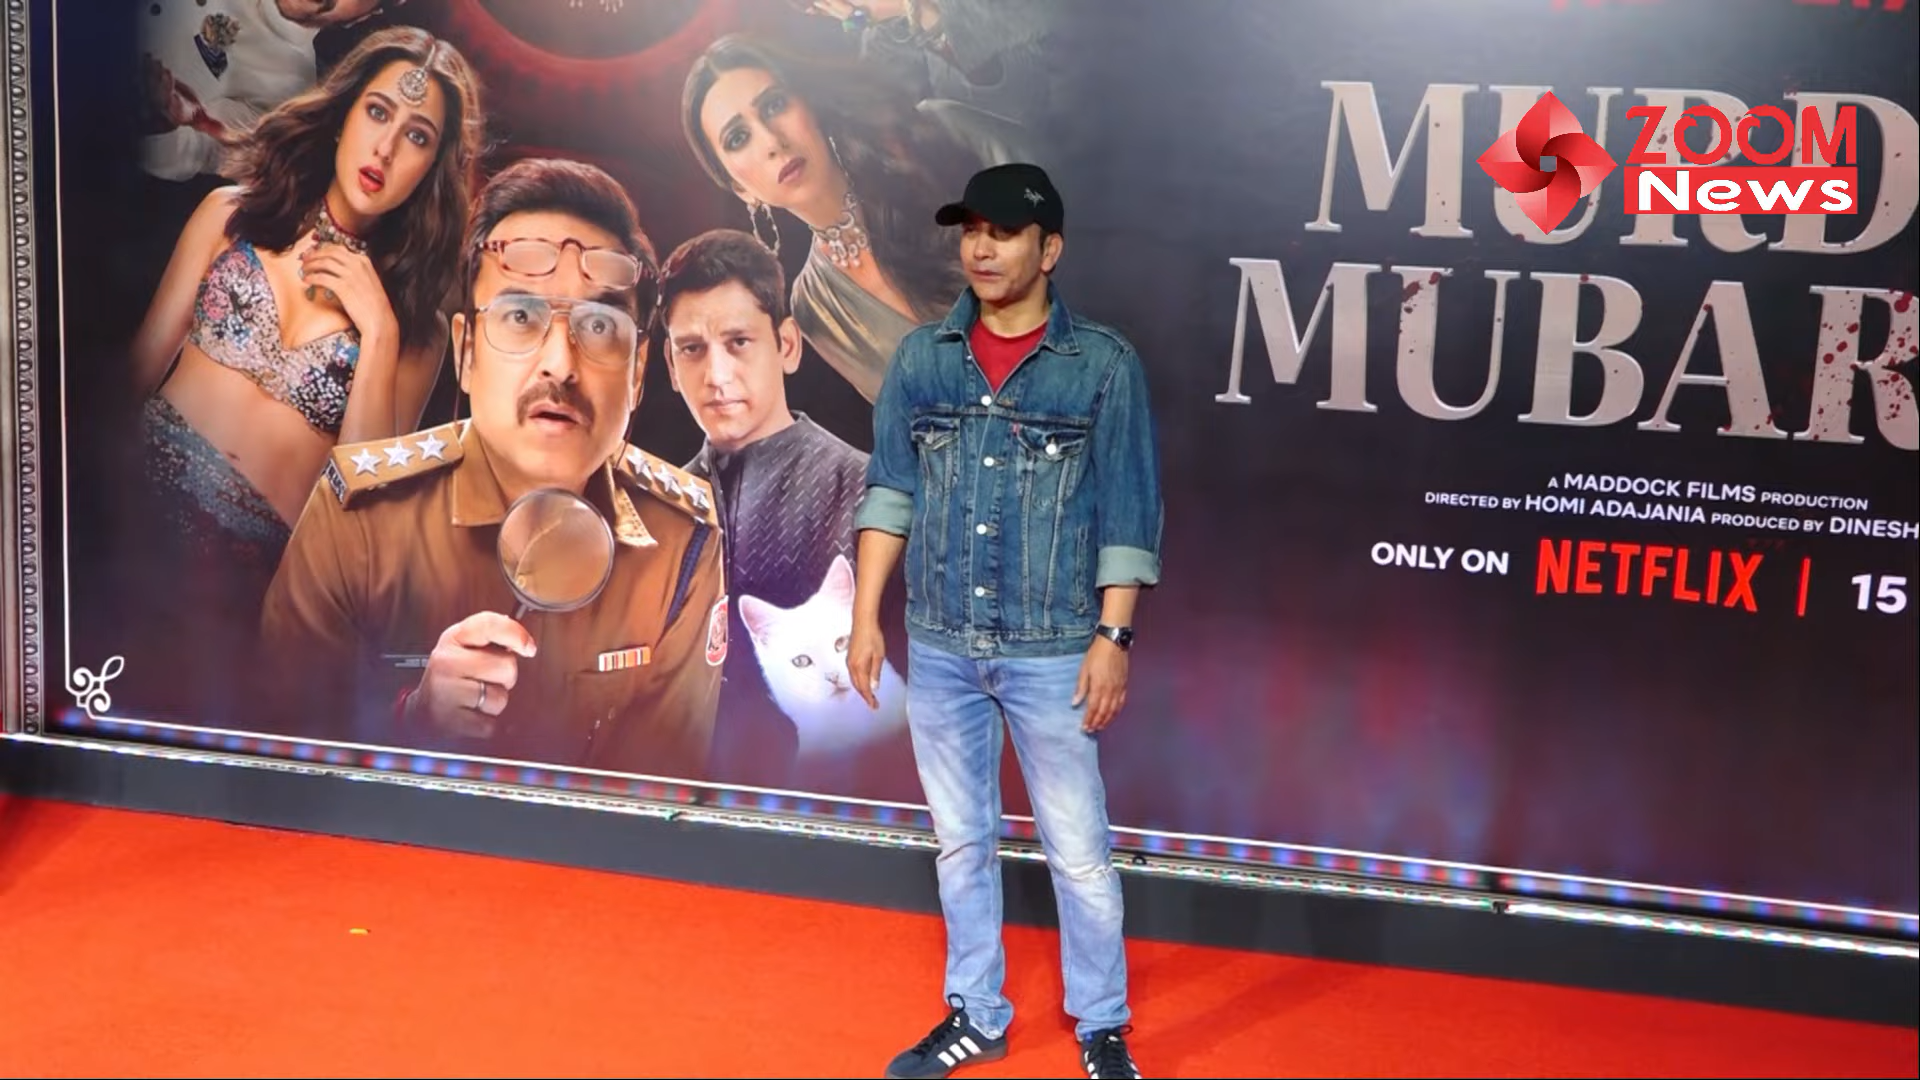 MURD
MUBAR
A MADDOCK FILMS PRODUCTION
DIRECTED BY HOMI ADAJANIA PRODUCED BY DINESH
ONLY ON NETFLIX | 15
ZOOM
News